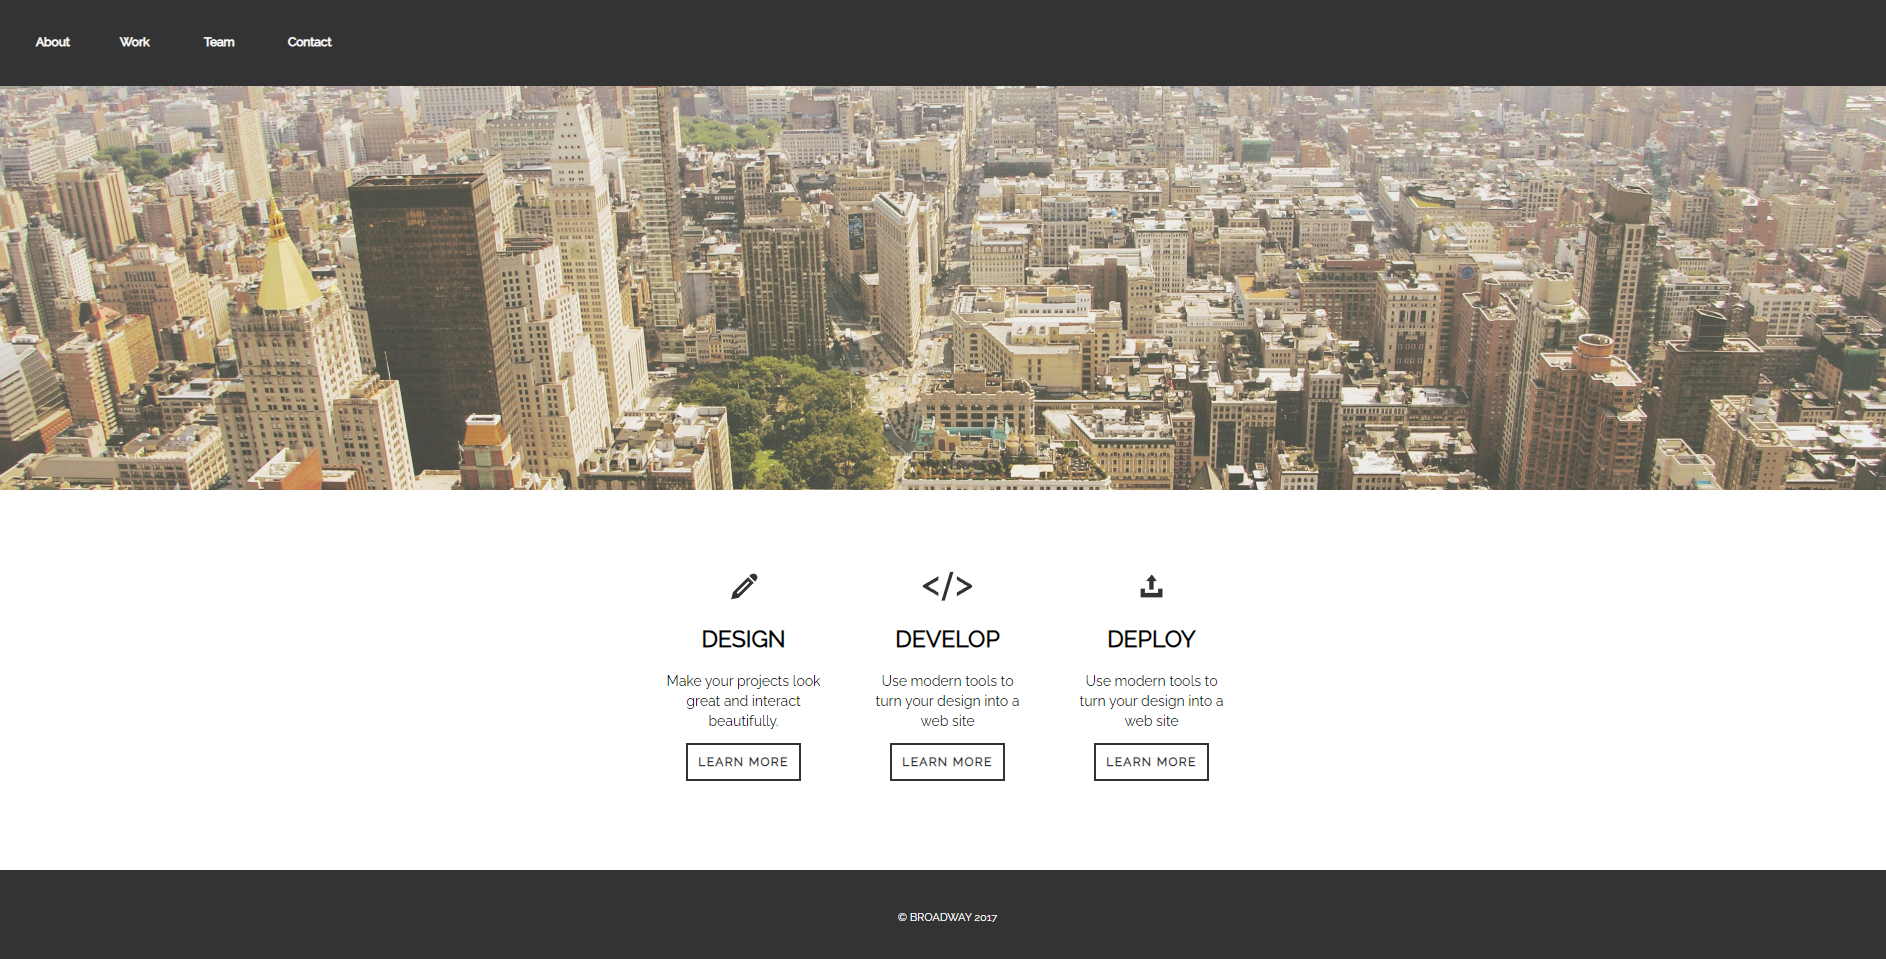 About Work Team Contact
</>
DESIGN DEVELOP DEPLOY
Make your projects look
great and interact
beautifully.
Use modern tools to
turn your design into a
web site
Use modern tools to
turn your design into a
web site
LEARN MORE LEARN MORE LEARN MORE
© BROADWAY 2017